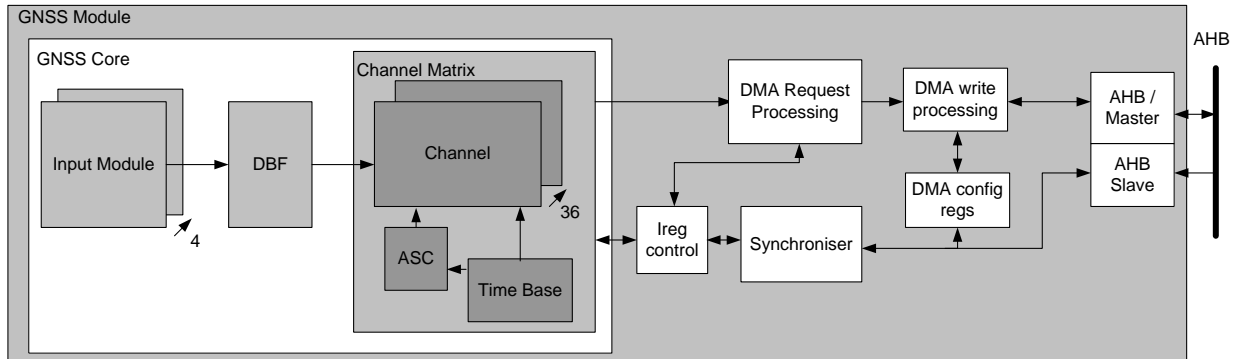 GNSS Module
AHB
GNSS Core
Channel Matrix
Input Module
4
DBF
Channel
36
ASC
Time Base
DMA Request
Processing
DMA write
processing
AHB /
Master
AHB
Slave
DMA config
regs
Ireg
control
Synchroniser